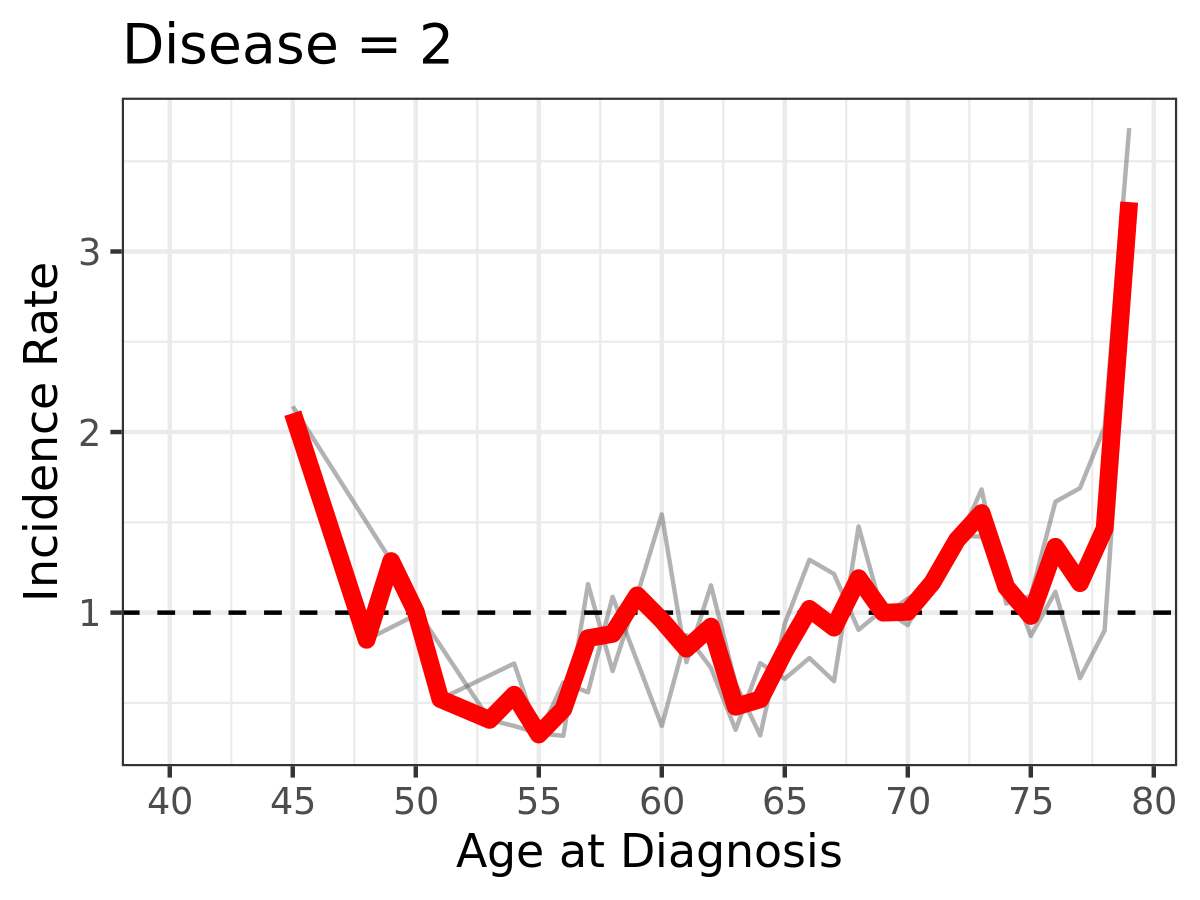 Disease = 2
Incidence Rate
3
2
1
40 45 50 55 60 65 70 75 80
Age at Diagnosis